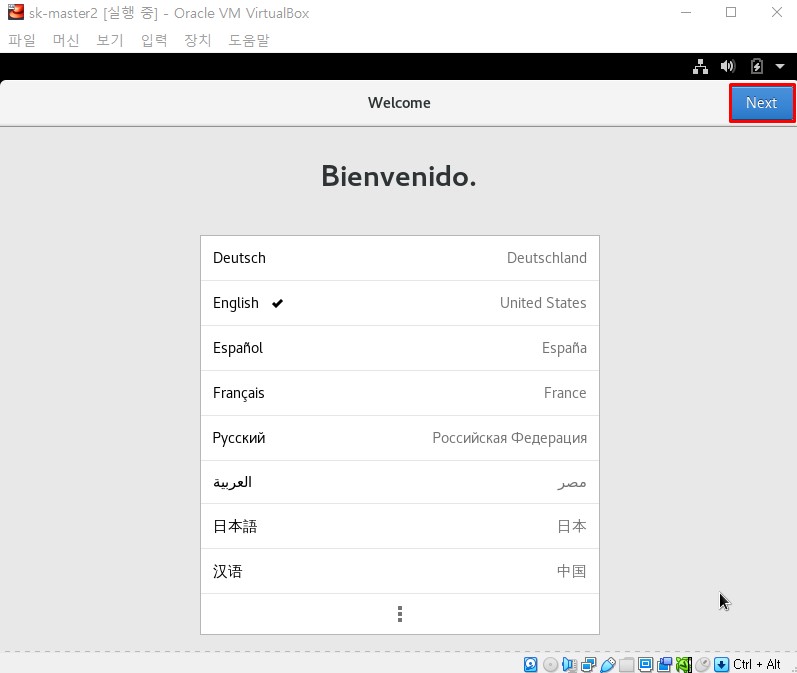 sk-master2 [실행 중] - Oracle VM VirtualBox
파일 머신 보기 입력 장치 도움말
Welcome Next
Bienvenido.
Deutsch Deutschland
English United States
Español España
Français France
Русский Российская Федерация
العربية مصر
日本語 日本
汉语 中国
Ctrl + Alt